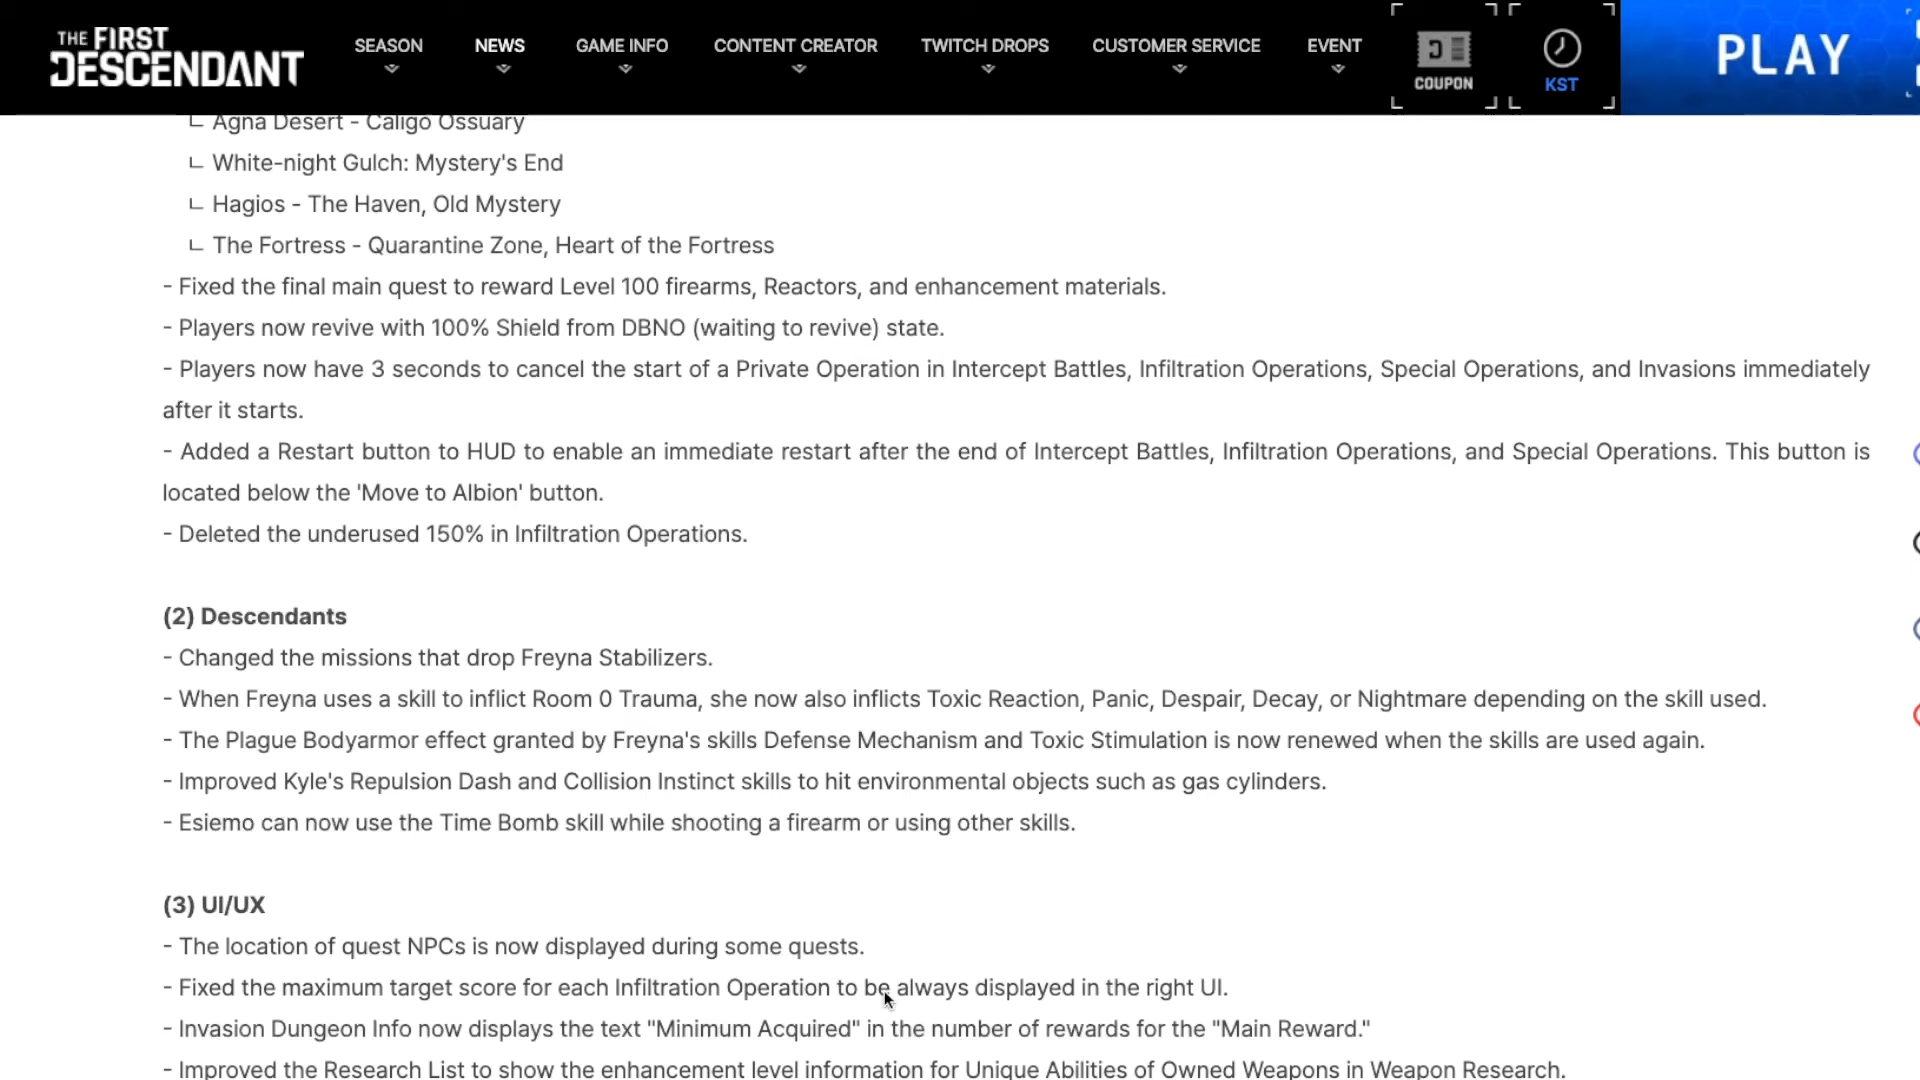 THE FIRST
DESCENDANT
SEASON
NEWS
GAME INFO
CONTENT CREATOR
TWITCH DROPS
CUSTOMER SERVICE
EVENT
COUPON
KST
PLAY
ㄴ Agna Desert - Caligo Ossuary
ㄴ White-night Gulch: Mystery's End
ㄴ Hagios - The Haven, Old Mystery
ㄴ The Fortress - Quarantine Zone, Heart of the Fortress
- Fixed the final main quest to reward Level 100 firearms, Reactors, and enhancement materials.
- Players now revive with 100% Shield from DBNO (waiting to revive) state.
- Players now have 3 seconds to cancel the start of a Private Operation in Intercept Battles, Infiltration Operations, Special Operations, and Invasions immediately
after it starts.
- Added a Restart button to HUD to enable an immediate restart after the end of Intercept Battles, Infiltration Operations, and Special Operations. This button is
located below the 'Move to Albion' button.
- Deleted the underused 150% in Infiltration Operations.
(2) Descendants
- Changed the missions that drop Freyna Stabilizers.
- When Freyna uses a skill to inflict Room 0 Trauma, she now also inflicts Toxic Reaction, Panic, Despair, Decay, or Nightmare depending on the skill used.
- The Plague Bodyarmor effect granted by Freyna's skills Defense Mechanism and Toxic Stimulation is now renewed when the skills are used again.
- Improved Kyle's Repulsion Dash and Collision Instinct skills to hit environmental objects such as gas cylinders.
- Esiemo can now use the Time Bomb skill while shooting a firearm or using other skills.
(3) UI/UX
- The location of quest NPCs is now displayed during some quests.
- Fixed the maximum target score for each Infiltration Operation to be always displayed in the right UI.
- Invasion Dungeon Info now displays the text "Minimum Acquired" in the number of rewards for the "Main Reward."
- Improved the Research List to show the enhancement level information for Unique Abilities of Owned Weapons in Weapon Research.